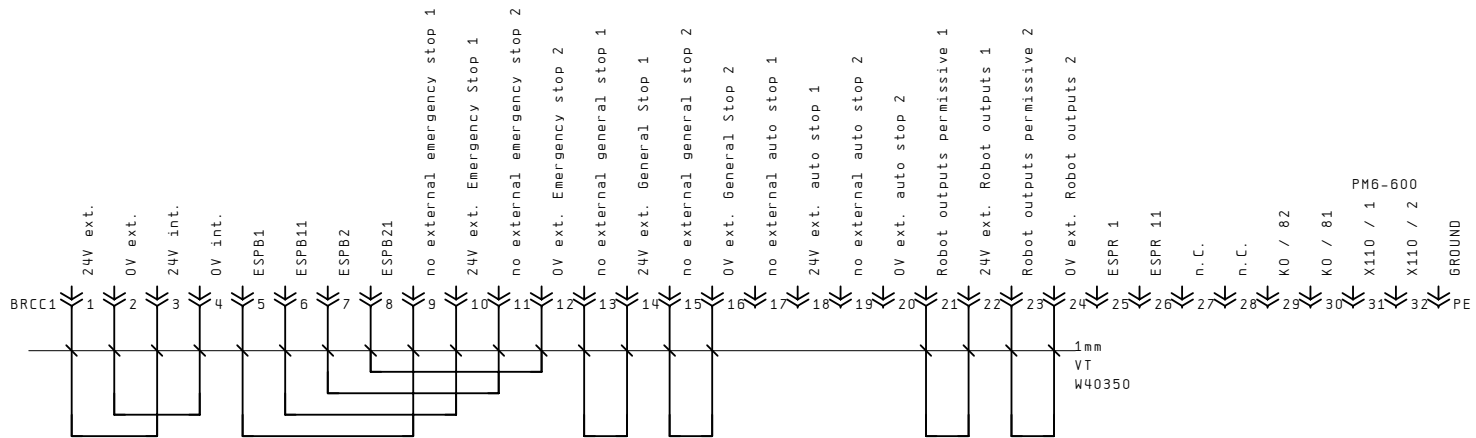 24V ext.
0V ext.
24V int.
0V int.
ESPB1
ESPB11
ESPB2
ESPB21
no external emergency stop 1
24V ext. Emergency Stop 1
no external emergency stop 2
0V ext. Emergency stop 2
no external general stop 1
24V ext. General Stop 1
no external general stop 2
0V ext. General Stop 2
no external auto stop 1
24V ext. auto stop 1
no external auto stop 2
0V ext. auto stop 2
Robot outputs permissive 1
24V ext. Robot outputs 1
Robot outputs permissive 2
0V ext. Robot outputs 2
ESPR 1
ESPR 11
n.C.
n.C.
K0 / 82
K0 / 81
PM6-600
X110 / 1
X110 / 2
GROUND
BRCC1 1 2 3 4 5 6 7 8 9 10 11 12 13 14 15 16 17 18 19 20 21 22 23 24 25 26 27 28 29 30 31 32 PE
1mm
VT
W40350